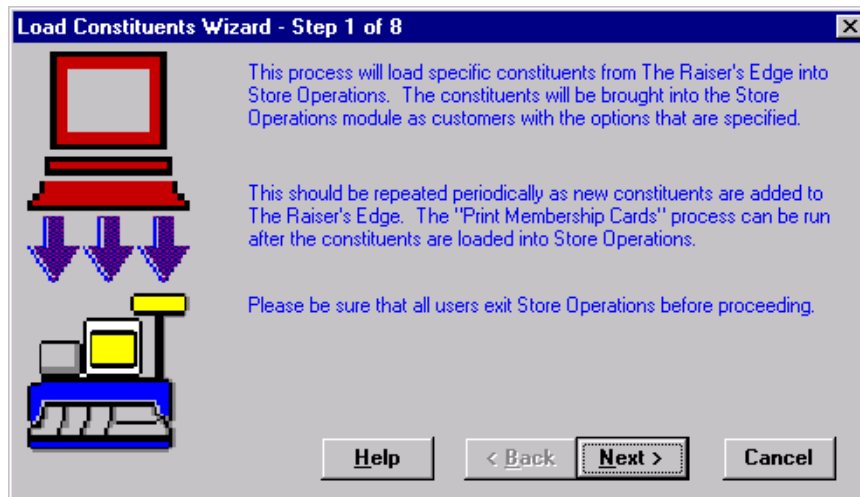 Load Constituents Wizard - Step 1 of 8
This process will load specific constituents from The Raiser's Edge into
Store Operations. The constituents will be brought into the Store
Operations module as customers with the options that are specified.
This should be repeated periodically as new constituents are added to
The Raiser's Edge. The "Print Membership Cards" process can be run
after the constituents are loaded into Store Operations.
Please be sure that all users exit Store Operations before proceeding.
Help < Back Next > Cancel